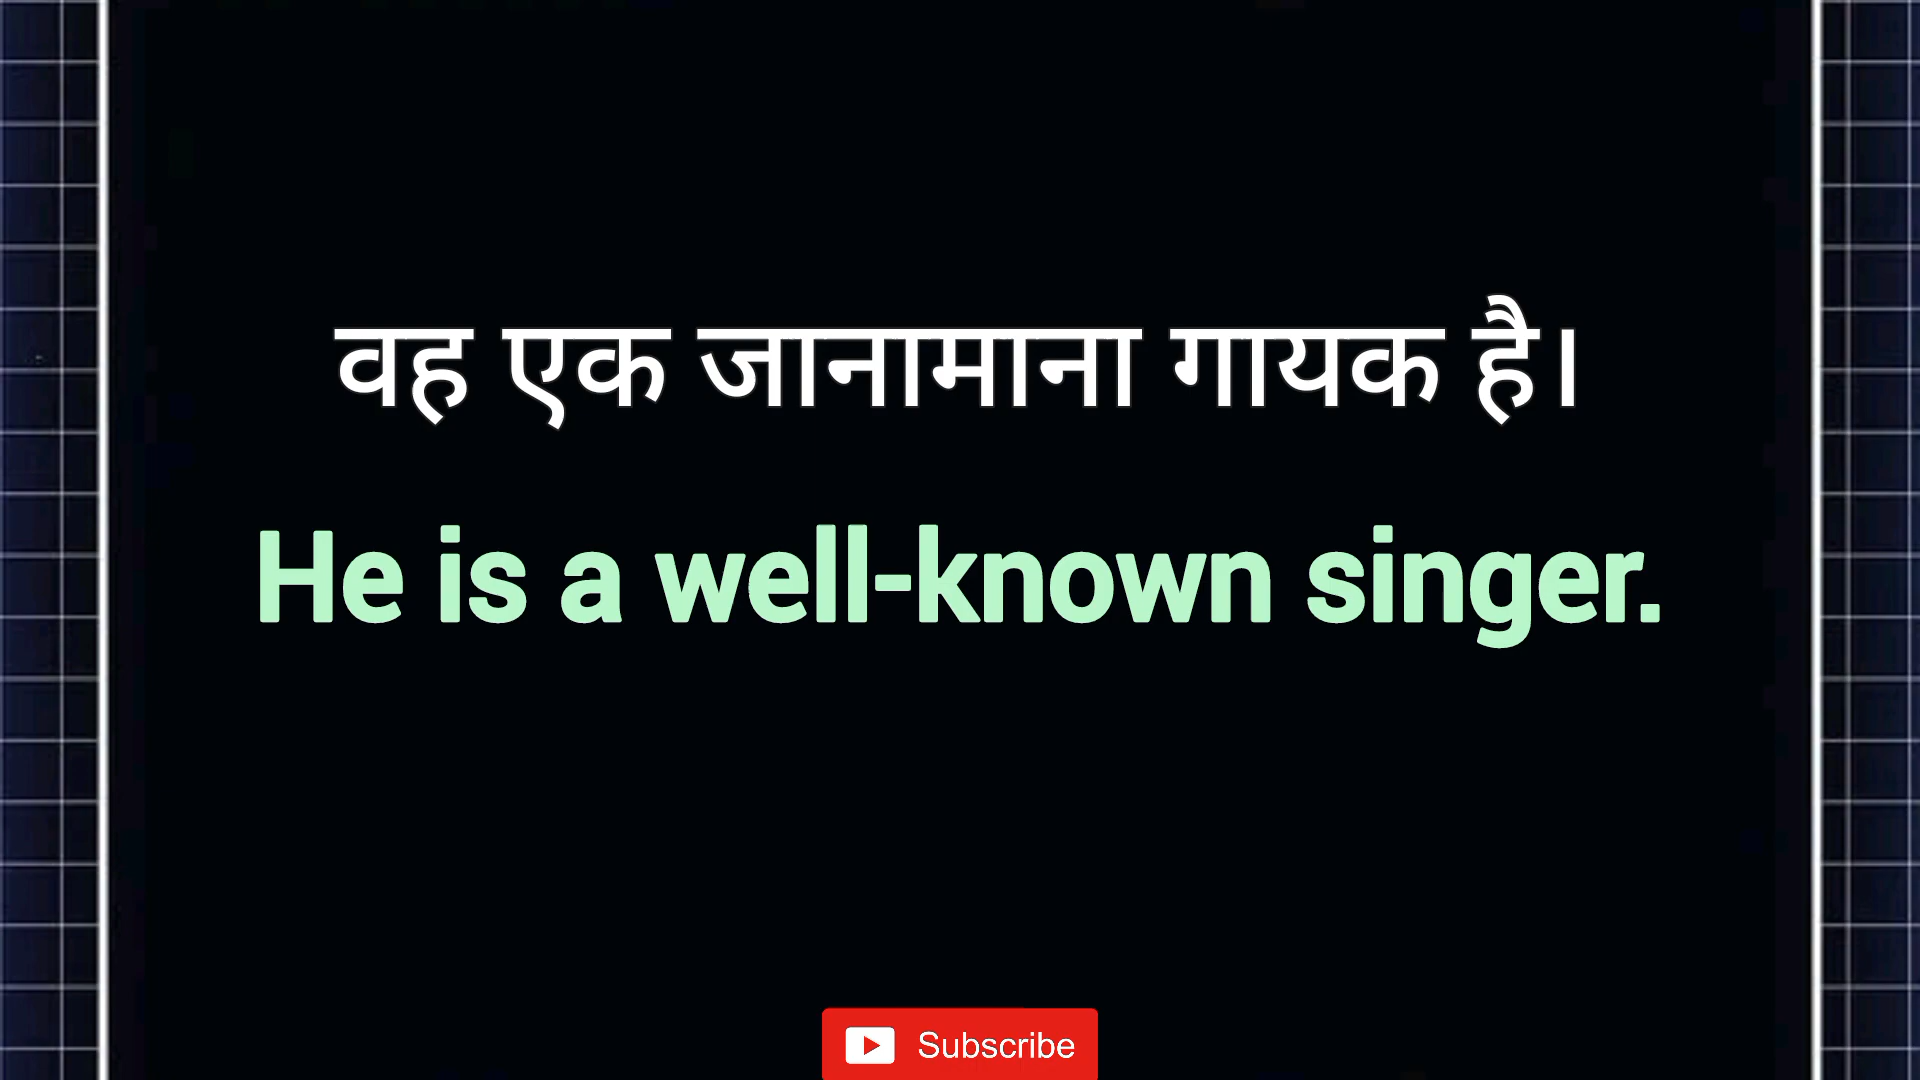 वह एक जानामाना गायक है।
He is a well-known singer.
Subscribe